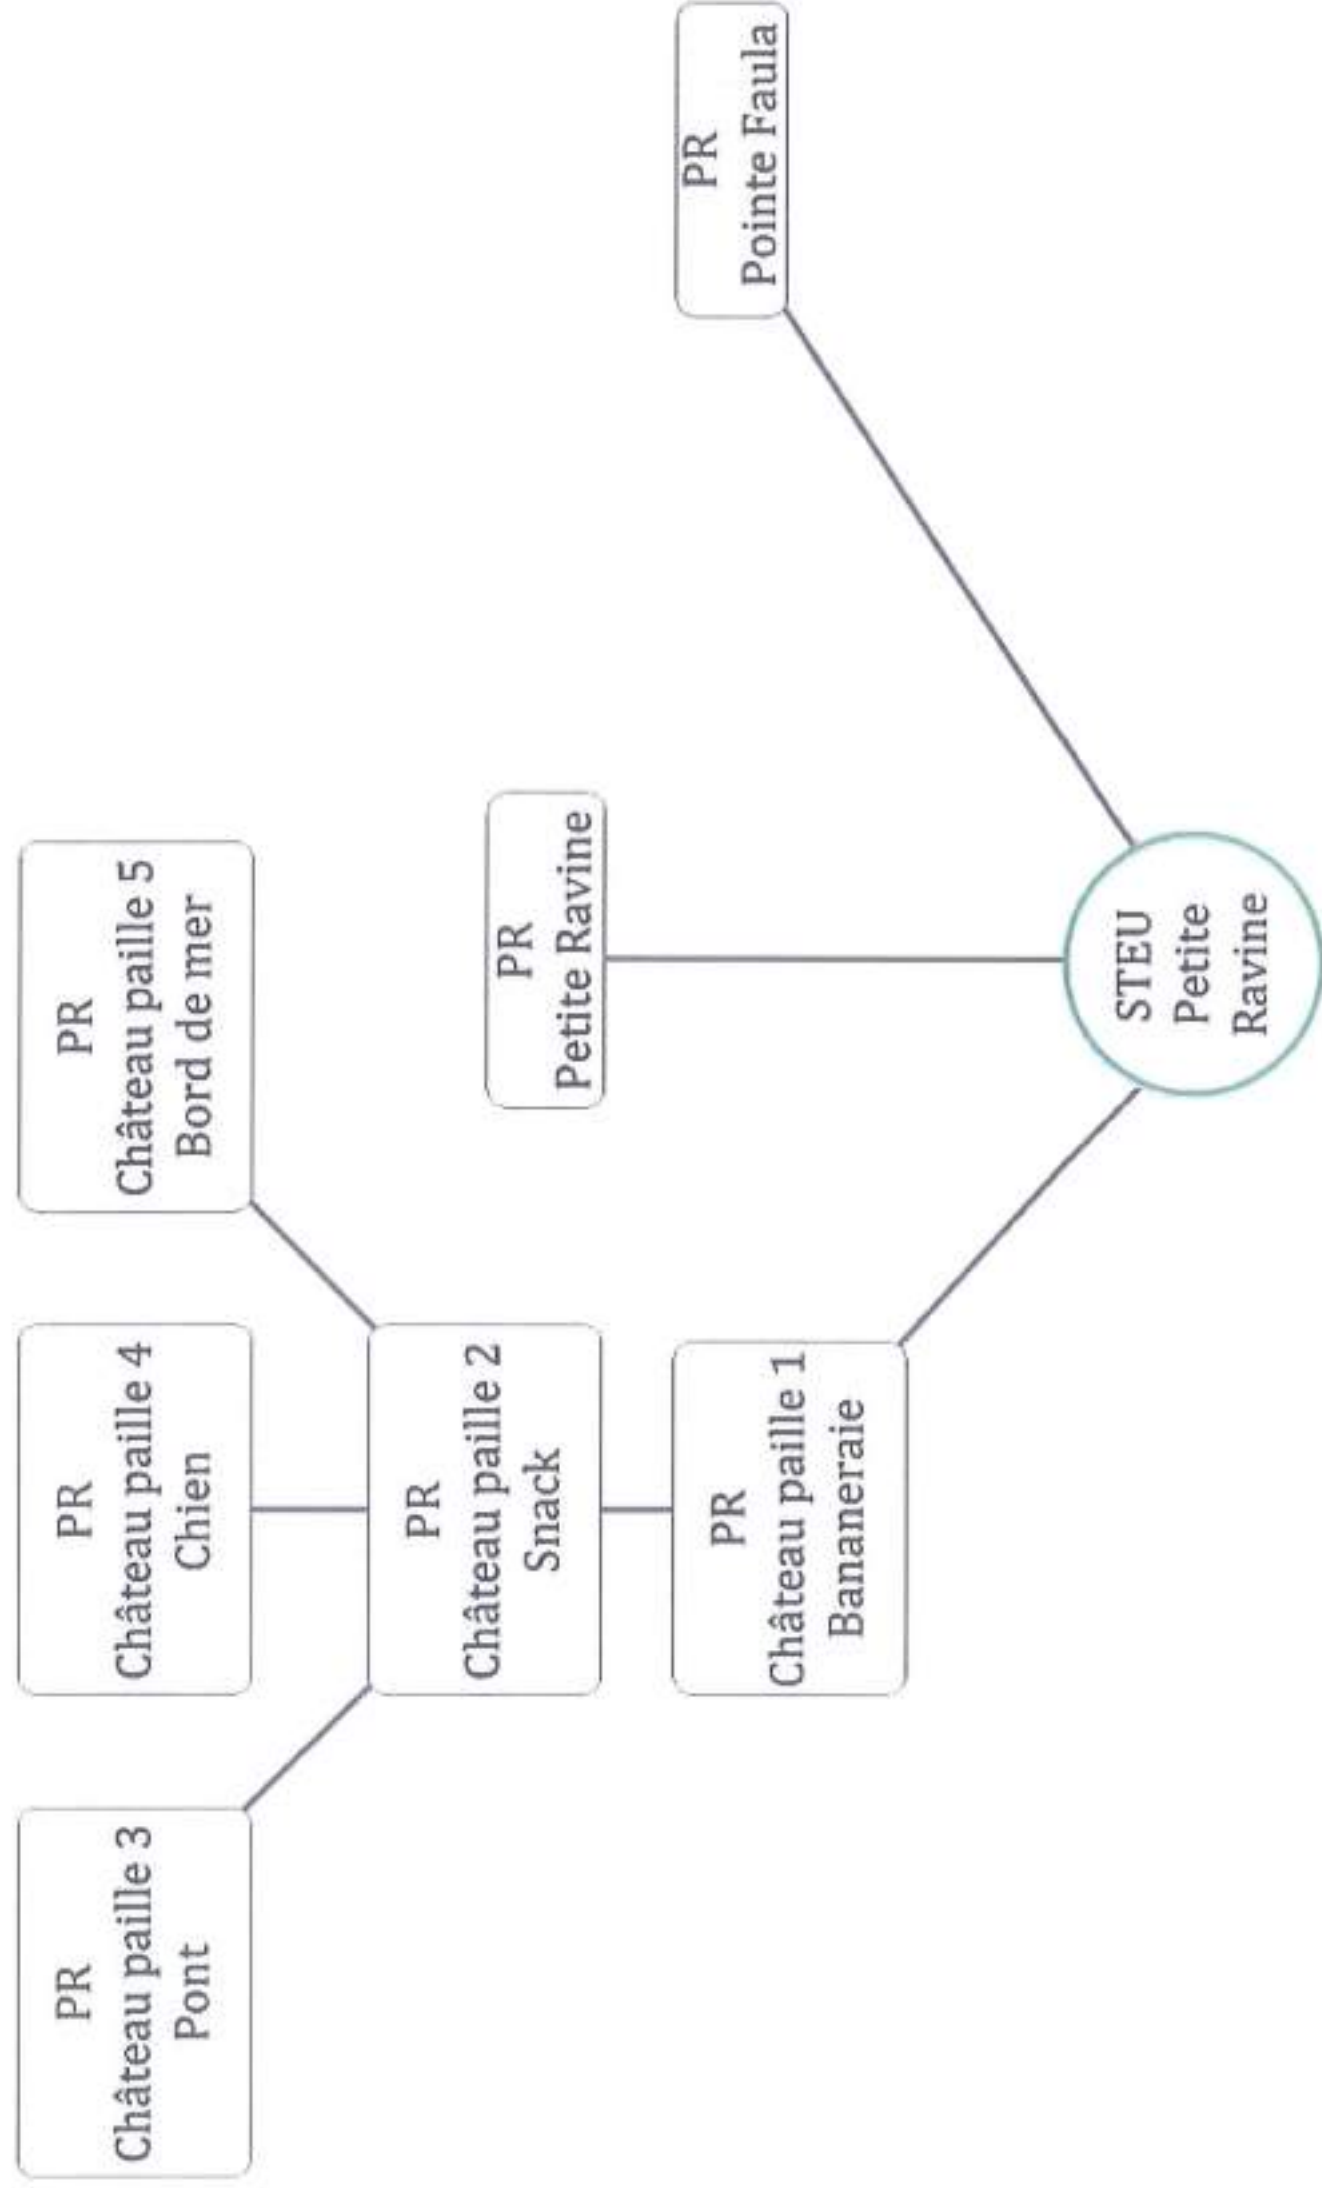 PR
Château paille 3
Pont
PR
Château paille 4
Chien
PR
Château paille 5
Bord de mer
PR
Château paille 2
Snack
PR
Petite Ravine
PR
Château paille 1
Bananeraie
PR
Pointe Faula
STEU
Petite
Ravine